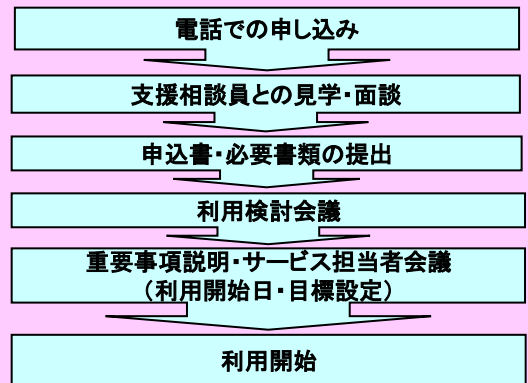 電話での申し込み
支援相談員との見学・面談
申込書・必要書類の提出
利用検討会議
重要事項説明・サービス担当者会議
（利用開始日・目標設定）
利用開始